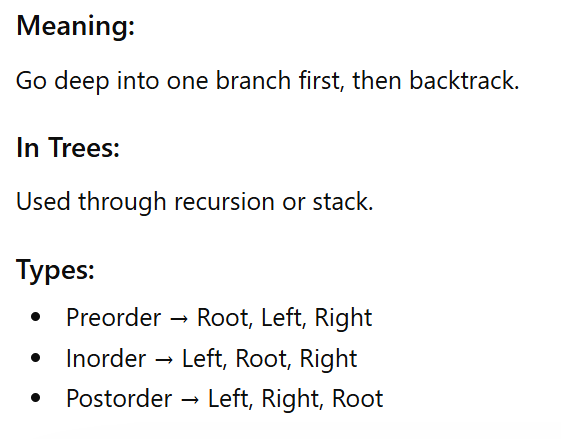 Meaning:
Go deep into one branch first, then backtrack.
In Trees:
Used through recursion or stack.
Types:
• Preorder → Root, Left, Right
• Inorder → Left, Root, Right
• Postorder → Left, Right, Root